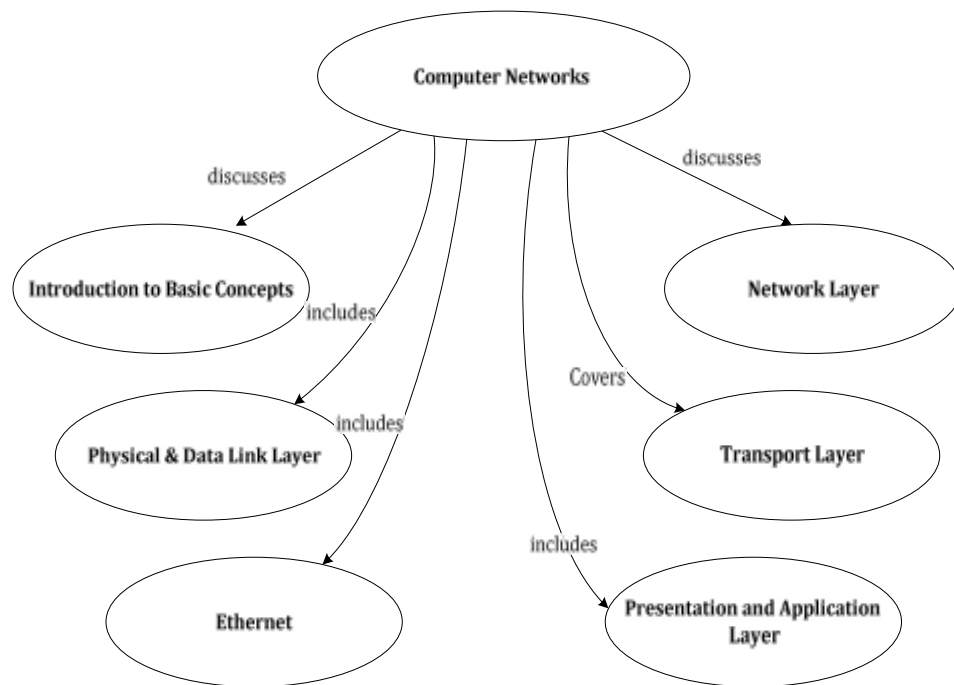 Computer Networks
discusses
discusses
Introduction to Basic Concepts
Network Layer
includes
Covers
includes
Physical & Data Link Layer
Transport Layer
includes
Ethernet
Presentation and Application
Layer